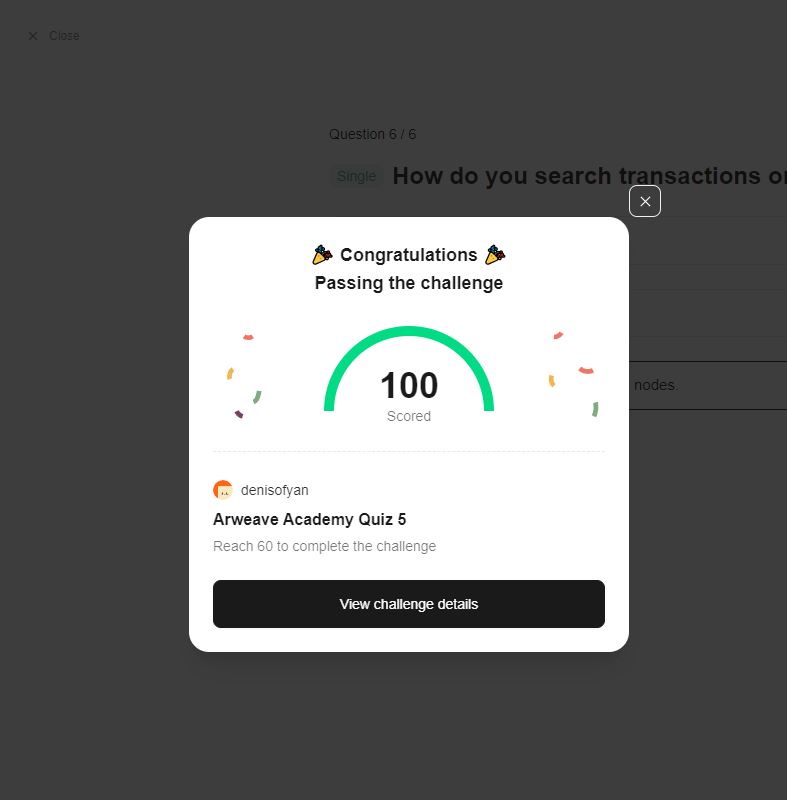 Close
Question 6 / 6
Single How do you search transactions
Congratulations
Passing the challenge
100
Scored
nodes.
denisofyan
Arweave Academy Quiz 5
Reach 60 to complete the challenge
View challenge details